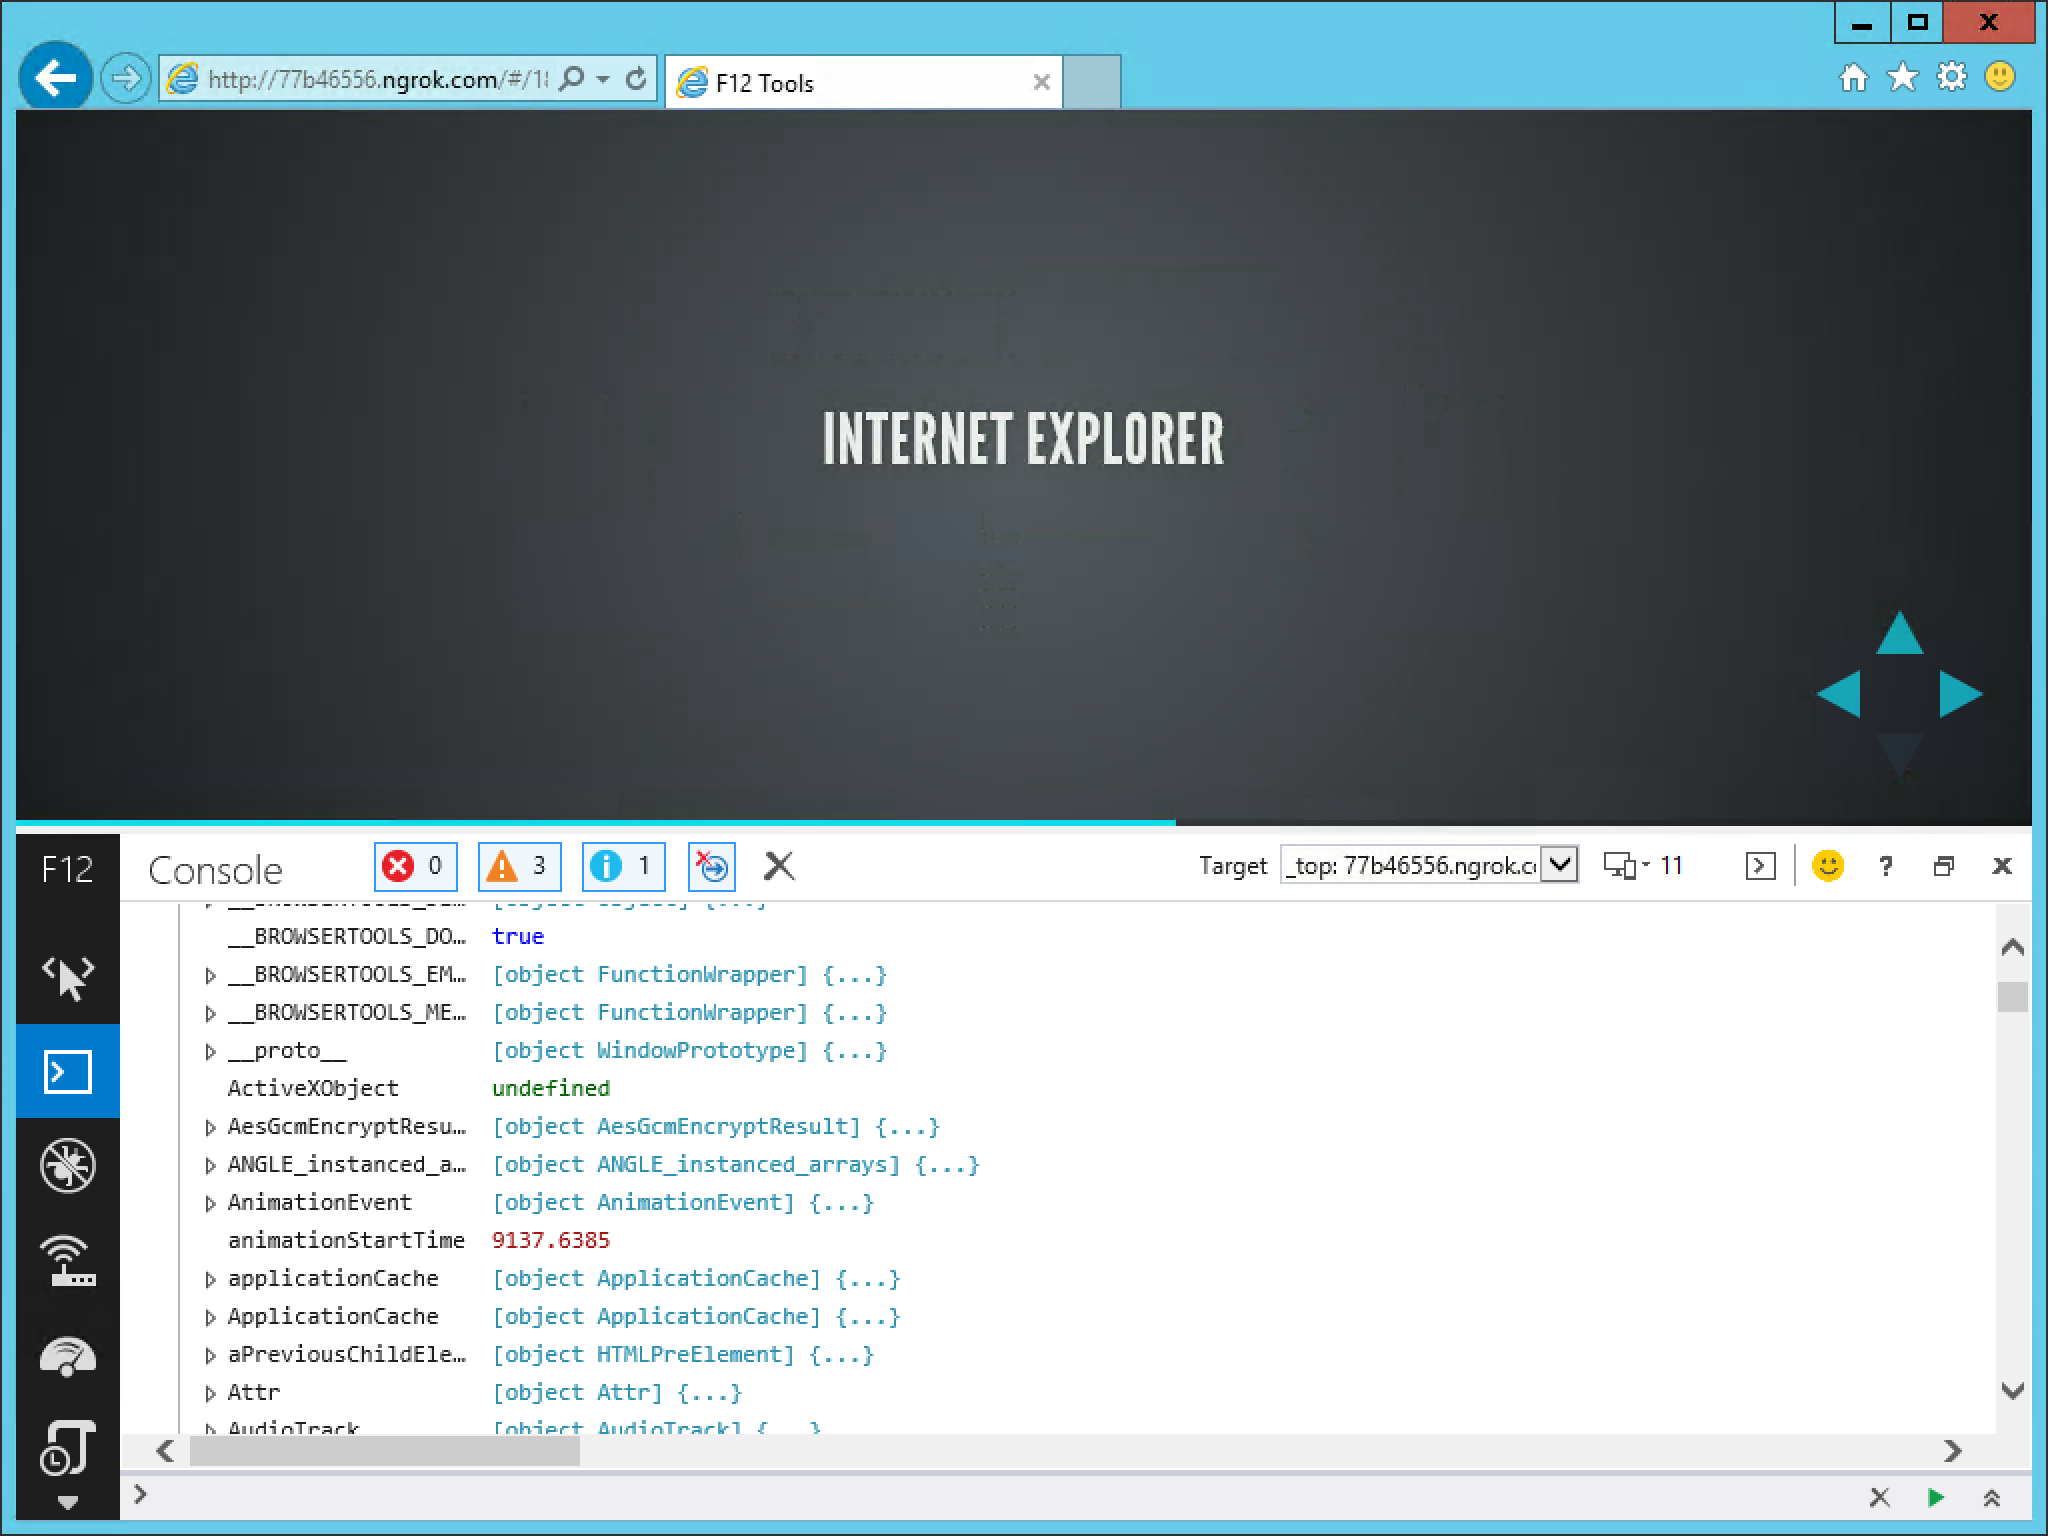 http://77b46556.ngrok.com/#/1
F12 Tools
INTERNET EXPLORER
F12 Console 0 3 1 Target _top: 77b46556.ngrok.c 11 ?
__BROWSERTOOLS_DO... true
__BROWSERTOOLS_EM... [object FunctionWrapper] {...}
__BROWSERTOOLS_ME... [object FunctionWrapper] {...}
__proto__ [object WindowPrototype] {...}
ActiveXObject undefined
AesGcmEncryptResu... [object AesGcmEncryptResult] {...}
ANGLE_instanced_a... [object ANGLE_instanced_arrays] {...}
AnimationEvent [object AnimationEvent] {...}
animationStartTime 9137.6385
applicationCache [object ApplicationCache] {...}
ApplicationCache [object ApplicationCache] {...}
aPreviousChildEle... [object HTMLPreElement] {...}
Attr [object Attr] {...}
AudioTrack [object AudioTrack] {...}